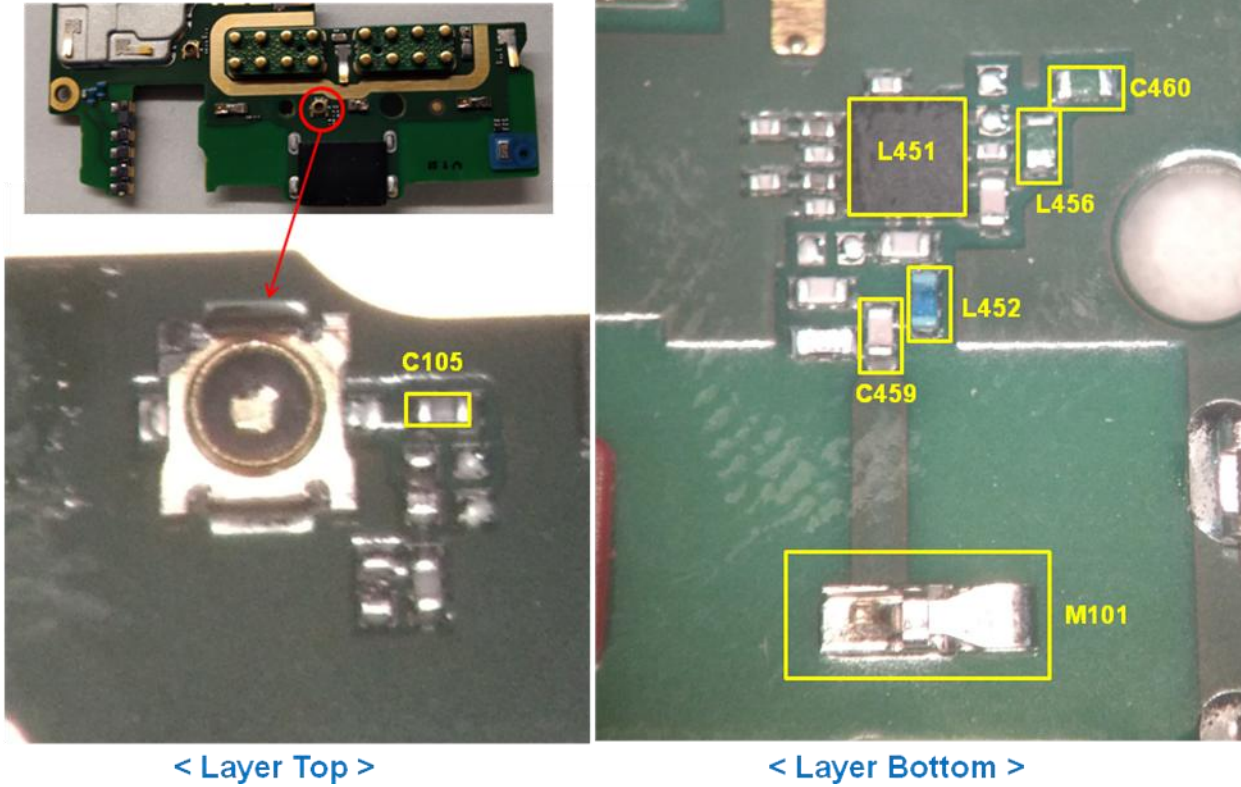 C105
< Layer Top >
C460
L451
L456
L452
C459
M101
< Layer Bottom >